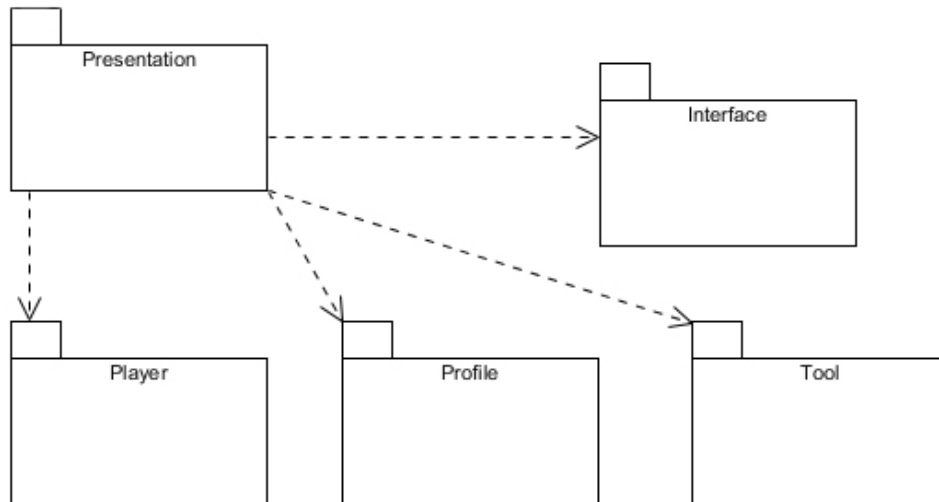 Presentation
Interface
Player
Profile
Tool